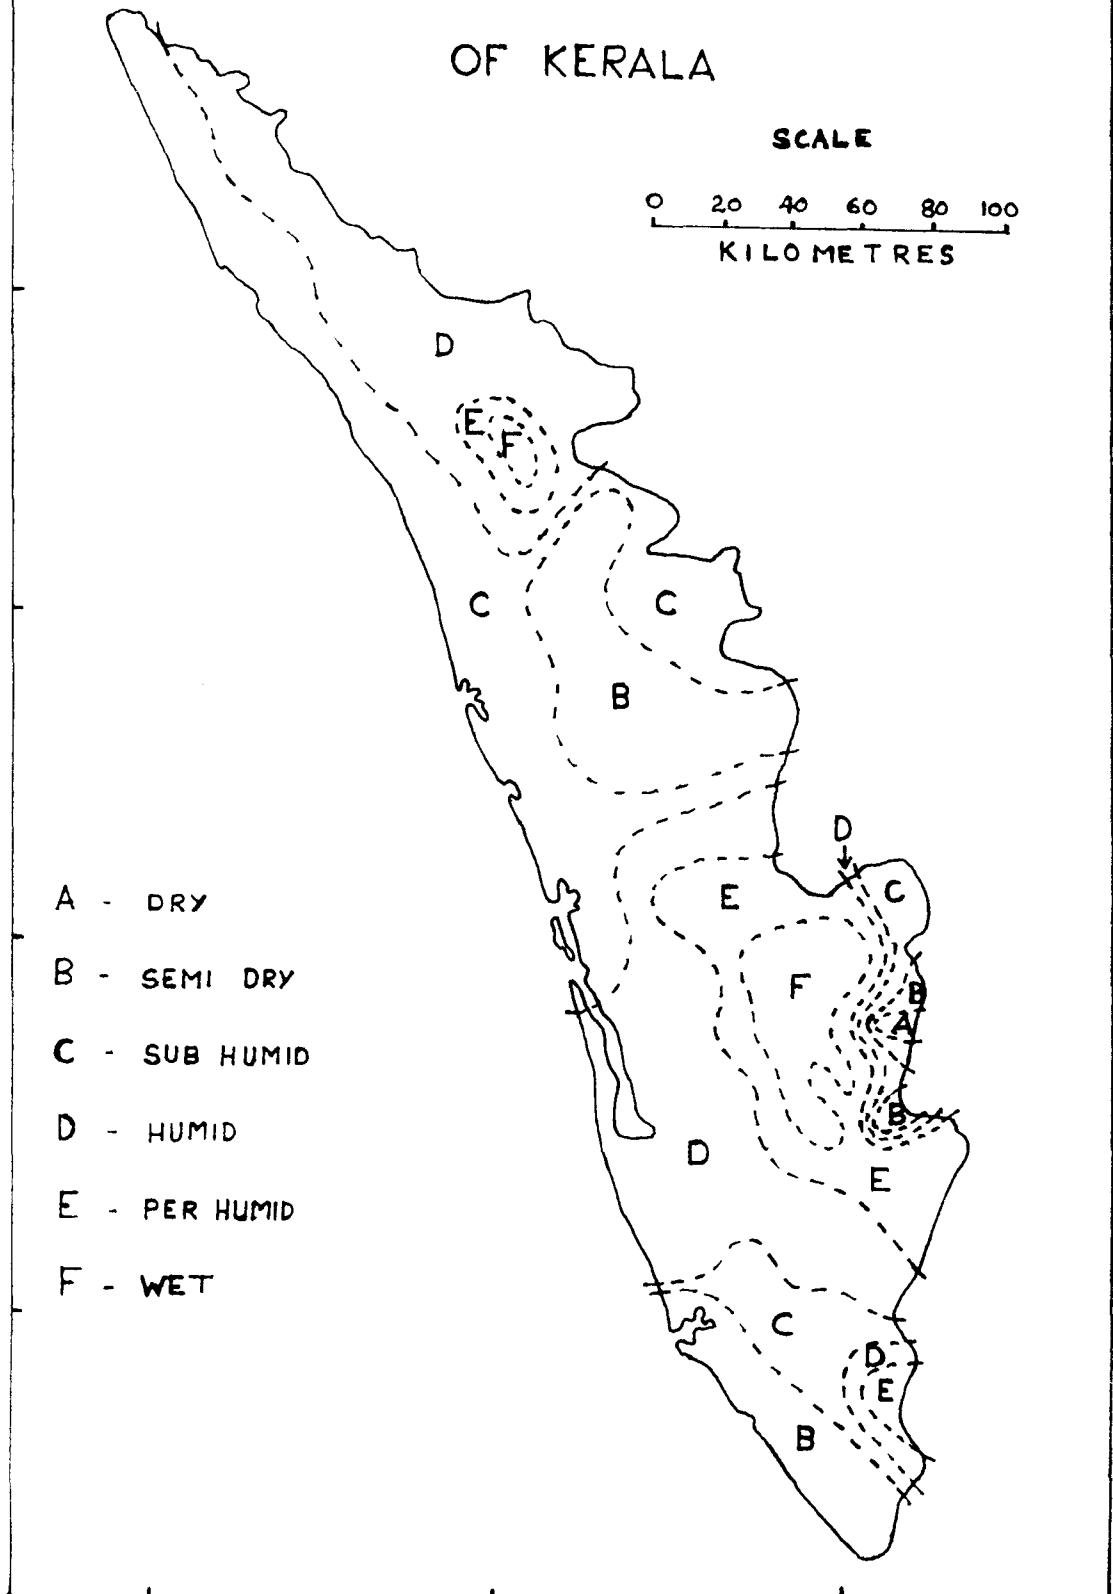 OF KERALA
SCALE
0 20 40 60 80 100
KILOMETRES
D
E
F
C
C
B
D
C
E
F
B
A
B
D
E
C
D
E
B
A - DRY
B - SEMI DRY
C - SUB HUMID
D - HUMID
E - PER HUMID
F - WET